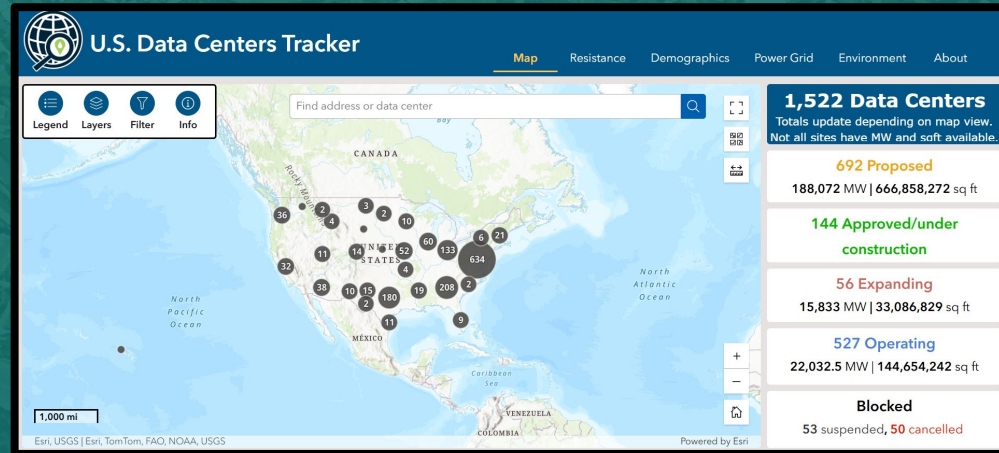 U.S. Data Centers Tracker
Map Resistance Demographics Power Grid Environment About
Legend Layers Filter Info
Find address or data center
1,522 Data Centers
Totals update depending on map view.
Not all sites have MW and sqft available.
692 Proposed
188,072 MW | 666,858,272 sq ft
144 Approved/under
construction
56 Expanding
15,833 MW | 33,086,829 sq ft
527 Operating
22,032.5 MW | 144,654,242 sq ft
Blocked
53 suspended, 50 cancelled
Bay
CANADA
Rocky
36
2
4
3
2
10
6
21
60
133
634
11
14
UNITED
STATES
52
4
32
38
10
15
2
180
19
208
2
11
9
North
Pacific
Ocean
North
Atlantic
Ocean
MÉXICO
Caribbean
Sea
VENEZUELA
COLOMBIA
+
−
1,000 mi
Esri, USGS | Esri, TomTom, FAO, NOAA, USGS
Powered by Esri